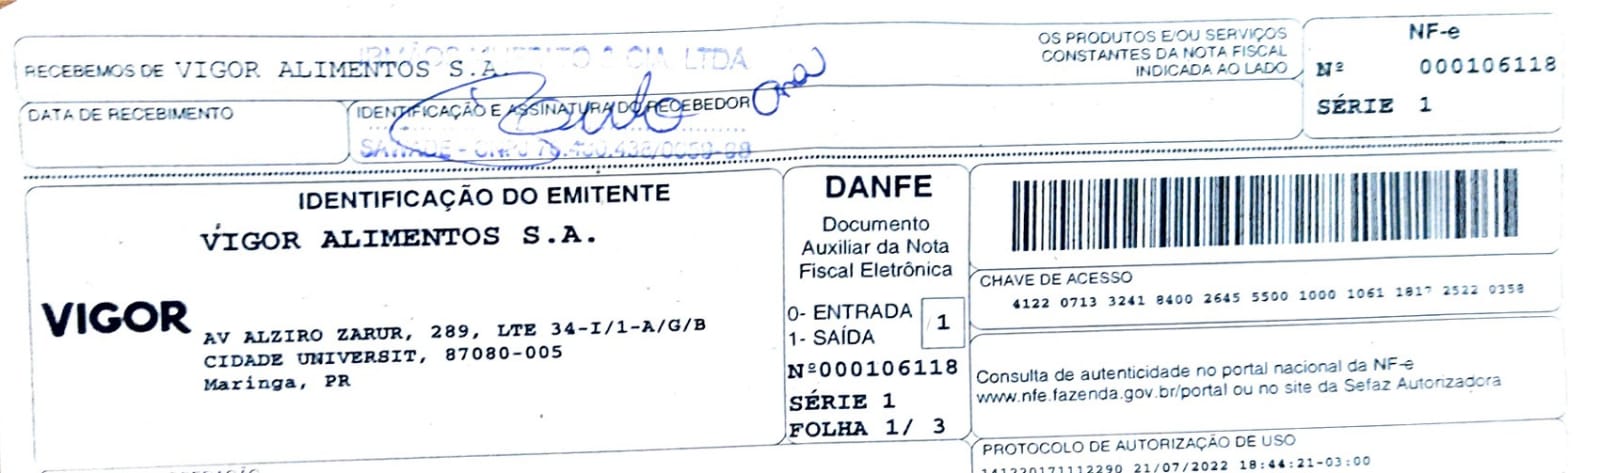 RECEBEMOS DE VIGOR ALIMENTOS S.A.
OS PRODUTOS E/OU SERVIÇOS
CONSTANTES DA NOTA FISCAL
INDICADA AO LADO
NF-e
Nº 000106118
SÉRIE 1
DATA DE RECEBIMENTO
IDENTIFICAÇÃO E ASSINATURA DO RECEBEDOR
& CIA. LTDA
IDENTIFICAÇÃO DO EMITENTE
VIGOR ALIMENTOS S.A.
VIGOR
AV ALZIRO ZARUR, 289, LTE 34-I/1-A/G/B
CIDADE UNIVERSIT, 87080-005
Maringa, PR
DANFE
Documento
Auxiliar da Nota
Fiscal Eletrônica
0- ENTRADA
1- SAÍDA
1
Nº000106118
SÉRIE 1
FOLHA 1/ 3
CHAVE DE ACESSO
4122 0713 3241 8400 2645 5500 1000 1061 1817 2522 0358
Consulta de autenticidade no portal nacional da NF-e
www.nfe.fazenda.gov.br/portal ou no site da Sefaz Autorizadora
PROTOCOLO DE AUTORIZAÇÃO DE USO
141220171112290 21/07/2022 18:44:21-03:00